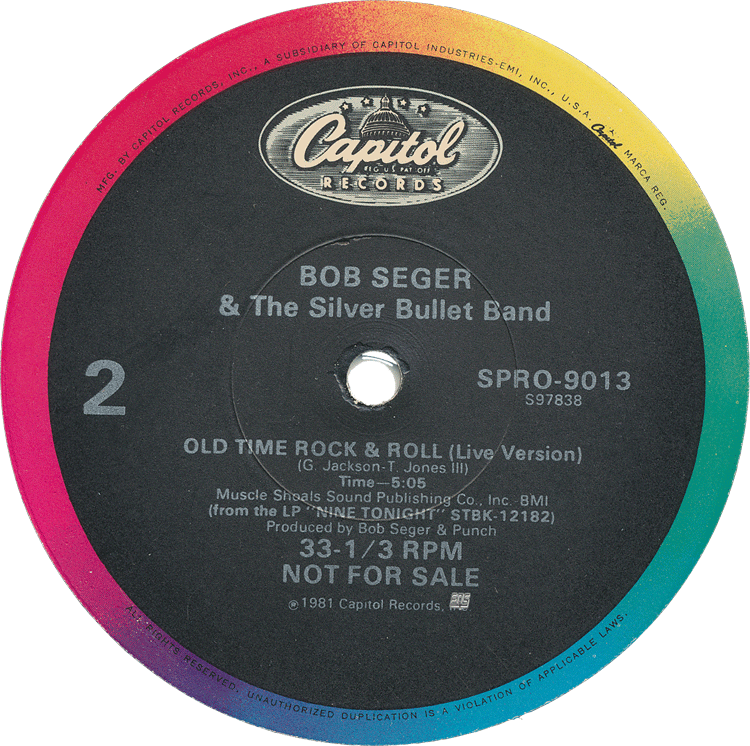 MFG. BY CAPITOL RECORDS, INC., A SUBSIDIARY OF CAPITOL INDUSTRIES-EMI, INC., U.S.A. Capitol MARCA REG.
Capitol
REG. U.S. PAT. OFF.
RECORDS
BOB SEGER
& The Silver Bullet Band
2
SPRO-9013
S97838
OLD TIME ROCK & ROLL (Live Version)
(G. Jackson-T. Jones III)
Time—5:05
Muscle Shoals Sound Publishing Co., Inc.-BMI
(from the LP "NINE TONIGHT" STBK-12182)
Produced by Bob Seger & Punch
33-1/3 RPM
NOT FOR SALE
℗ 1981 Capitol Records,
ALL RIGHTS RESERVED. UNAUTHORIZED DUPLICATION IS A VIOLATION OF APPLICABLE LAWS.